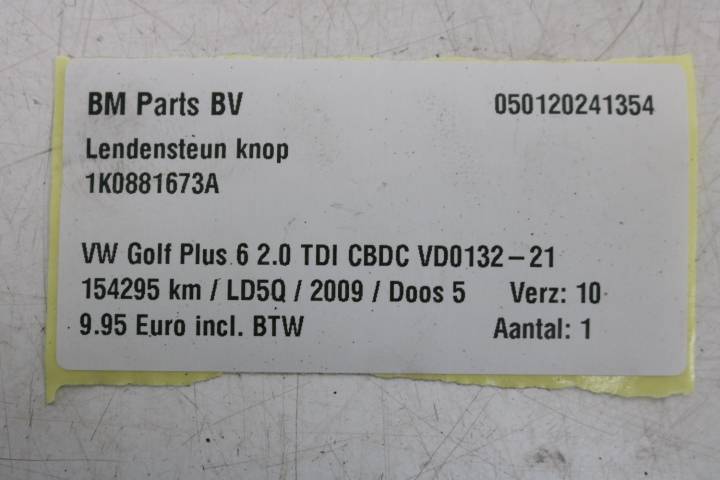 BM Parts BV 050120241354
Lendensteun knop
1K0881673A
VW Golf Plus 6 2.0 TDI CBDC VD0132-21
154295 km / LD5Q / 2009 / Doos 5 Verz: 10
9.95 Euro incl. BTW Aantal: 1